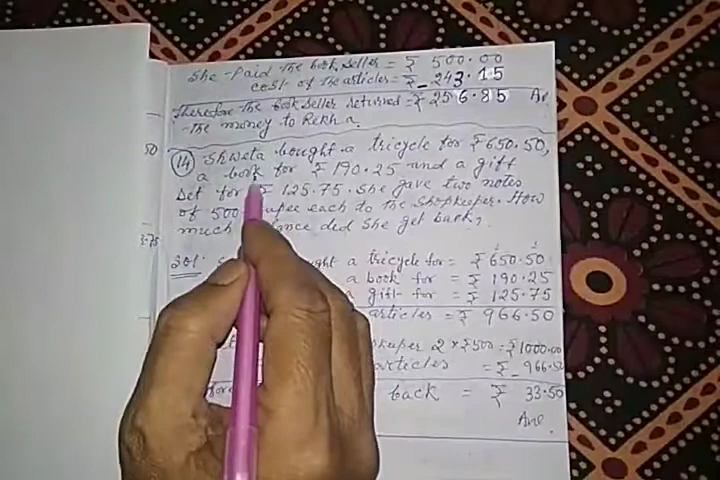 She Paid The book seller = ₹ 500.00
cost of The articles = ₹ - 243.15
Therefore The book seller returned = ₹ 256.85 An
The money to Rekha.
50
(14) Shweta bought a tricycle for ₹ 650.50,
a book for ₹ 190.25 and a gift
Set for ₹ 125.75. She gave two notes
of 500 rupee each to the shopkeeper. How
much did She get back?
3.75
Sol. a tricycle for = ₹ 650.50
a book for = ₹ 190.25
a gift for = ₹ 125.75
articles = ₹ 966.50
2 × ₹ 500 = ₹ 1000.00
articles = ₹ - 966.50
back = ₹ 33.50
Ans.